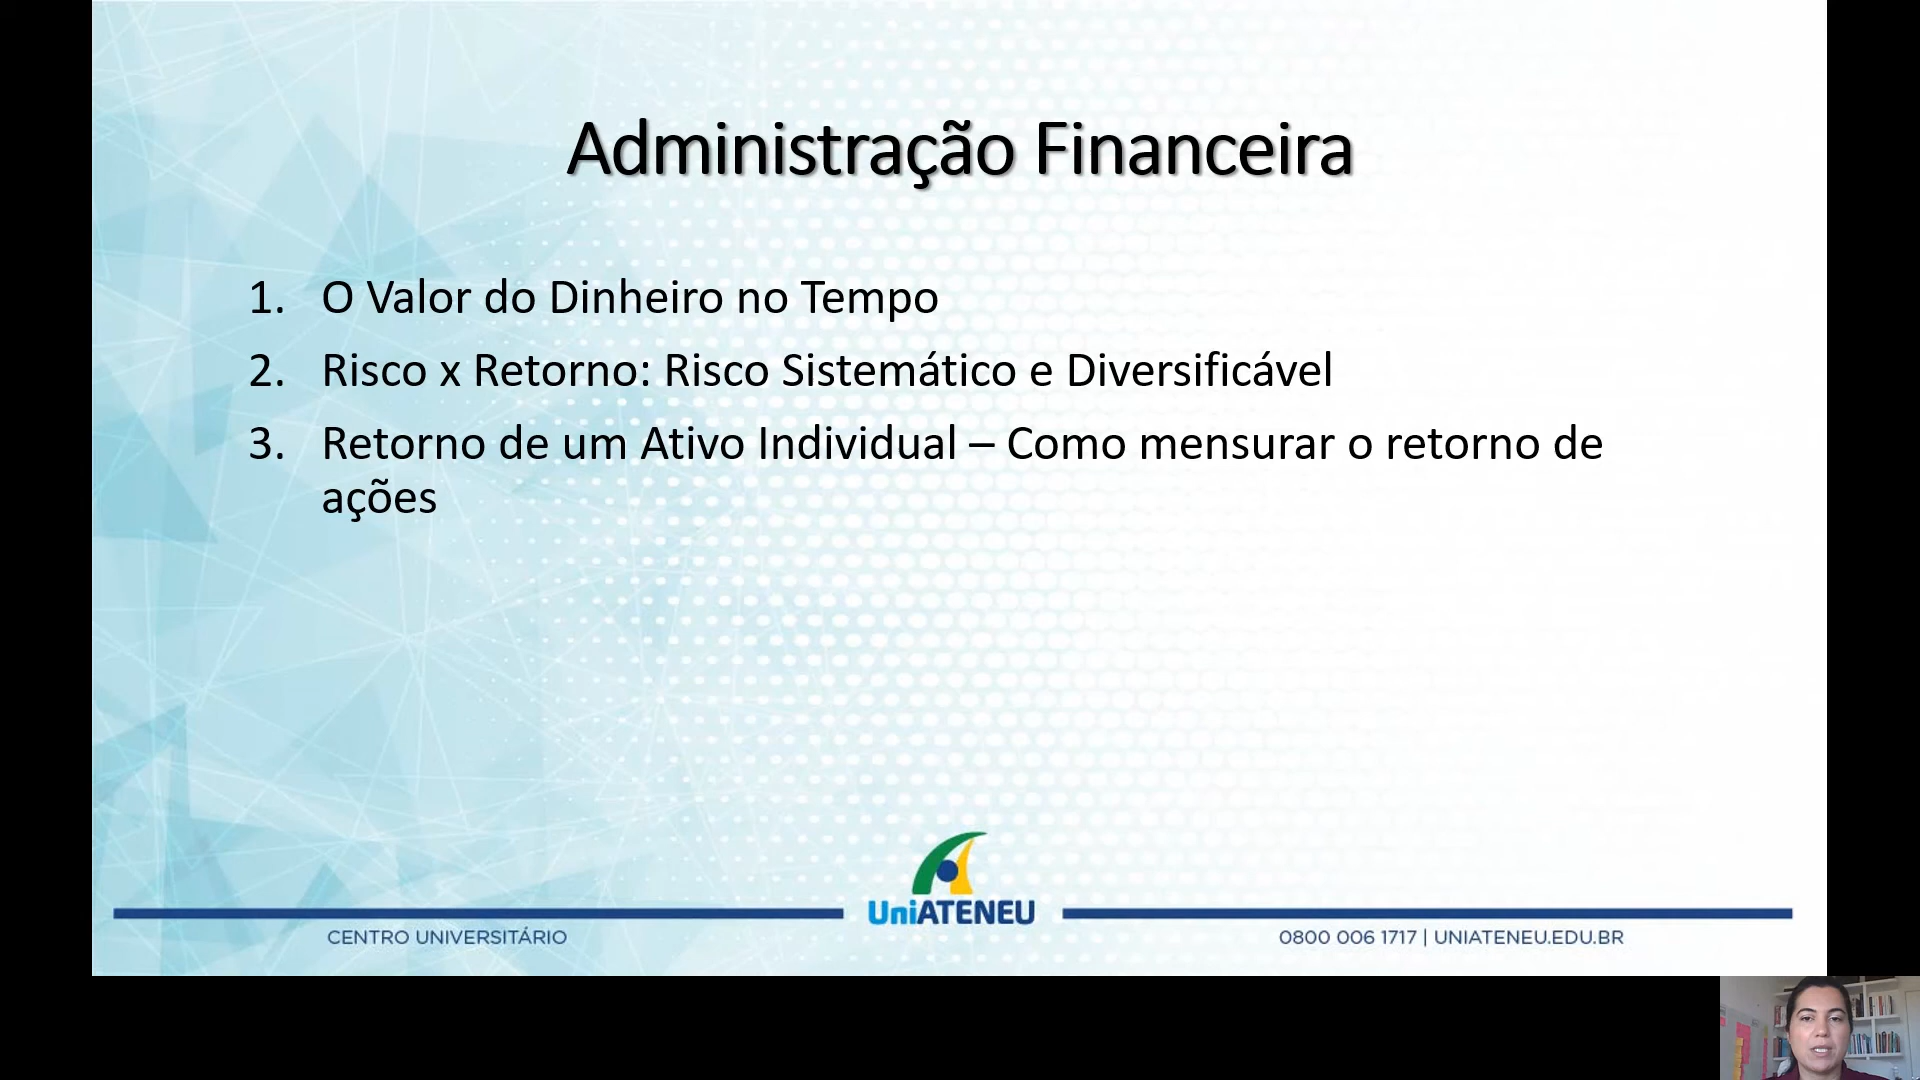 Administração Financeira
1. O Valor do Dinheiro no Tempo
2. Risco x Retorno: Risco Sistemático e Diversificável
3. Retorno de um Ativo Individual – Como mensurar o retorno de
ações
UniATENEU
CENTRO UNIVERSITÁRIO
0800 006 1717 | UNIATENEU.EDU.BR